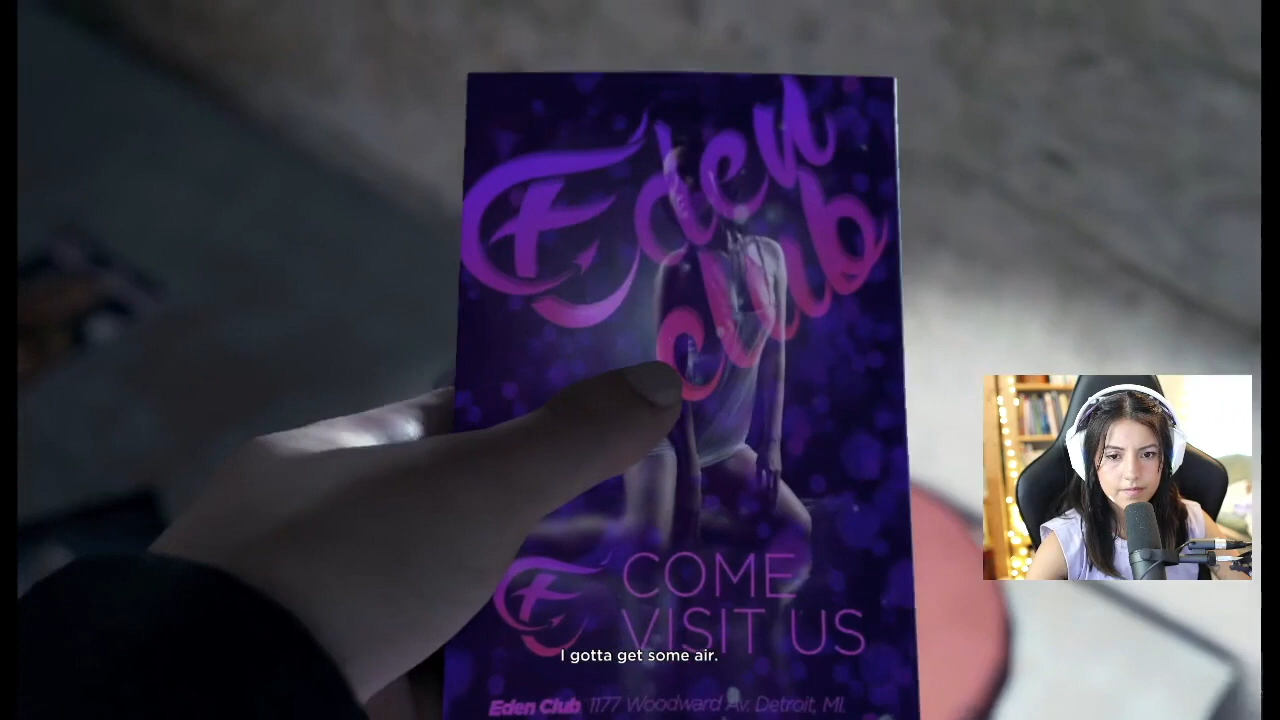 Eden
club
COME
VISIT US
I gotta get some air.
Eden Club 1177 Woodward Av. Detroit, MI.